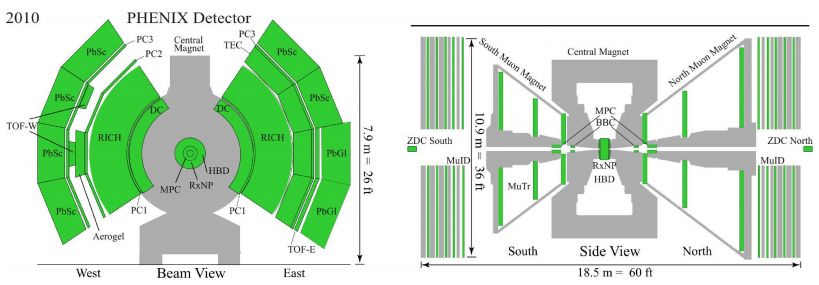 2010
PHENIX Detector
PC3
PC2
Central
Magnet
PC3
TEC
PbSc
PbSc
PbSc
PbSc
DC
DC
TOF-W
RICH
RICH
PbSc
PbGl
MPC
HBD
RxNP
PbSc
PbGl
PC1
PC1
Aerogel
TOF-E
West
Beam View
East
7.9 m = 26 ft
South Muon Magnet
Central Magnet
North Muon Magnet
MPC
BBC
ZDC South
ZDC North
MuID
MuID
RxNP
HBD
MuTr
10.9 m = 36 ft
South
Side View
North
18.5 m = 60 ft